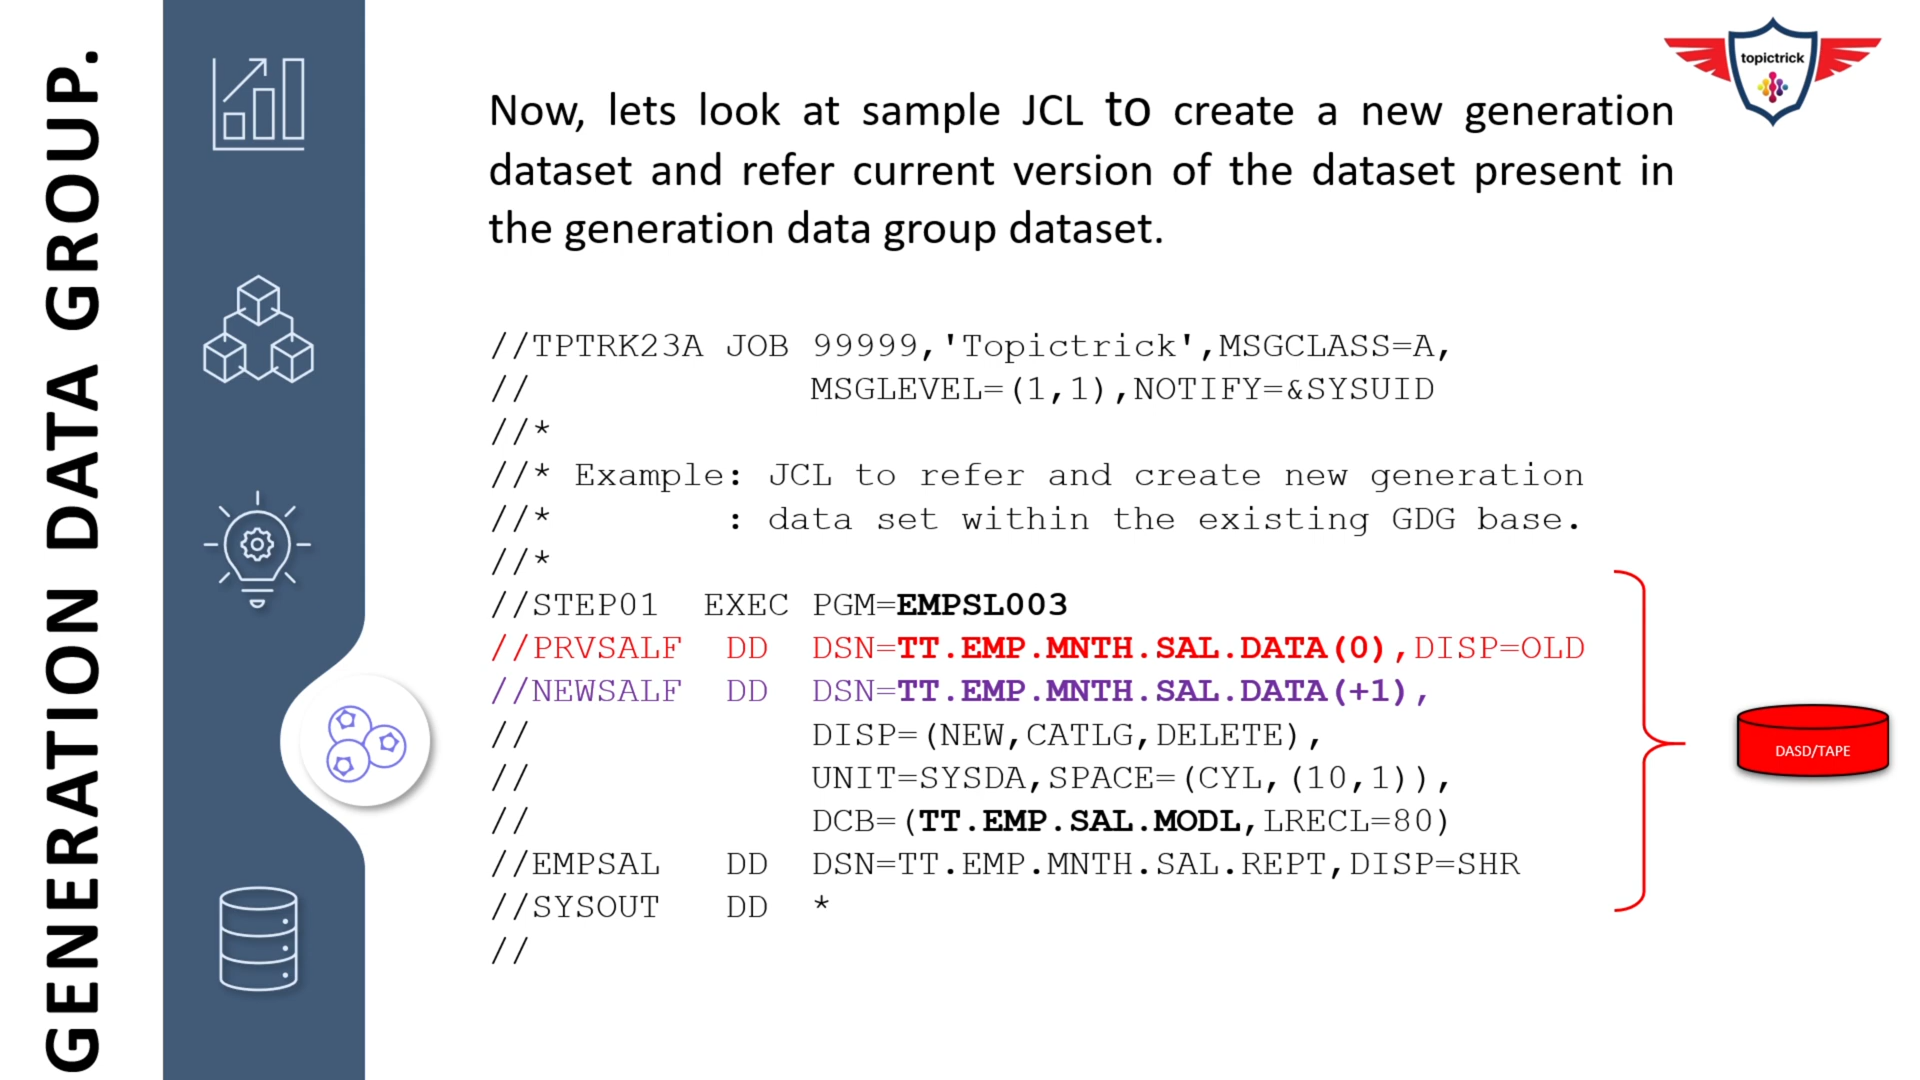 GENERATION DATA GROUP.
topictrick
Now, lets look at sample JCL to create a new generation
dataset and refer current version of the dataset present in
the generation data group dataset.
//TPTRK23A JOB 99999,'Topictrick',MSGCLASS=A,
//             MSGLEVEL=(1,1),NOTIFY=&SYSUID
//*
//* Example: JCL to refer and create new generation
//*        : data set within the existing GDG base.
//*
//STEP01  EXEC PGM=EMPSL003
//PRVSALF  DD  DSN=TT.EMP.MNTH.SAL.DATA(0),DISP=OLD
//NEWSALF  DD  DSN=TT.EMP.MNTH.SAL.DATA(+1),
//             DISP=(NEW,CATLG,DELETE),
//             UNIT=SYSDA,SPACE=(CYL,(10,1)),
//             DCB=(TT.EMP.SAL.MODL,LRECL=80)
//EMPSAL   DD  DSN=TT.EMP.MNTH.SAL.REPT,DISP=SHR
//SYSOUT   DD  *
//
DASD/TAPE